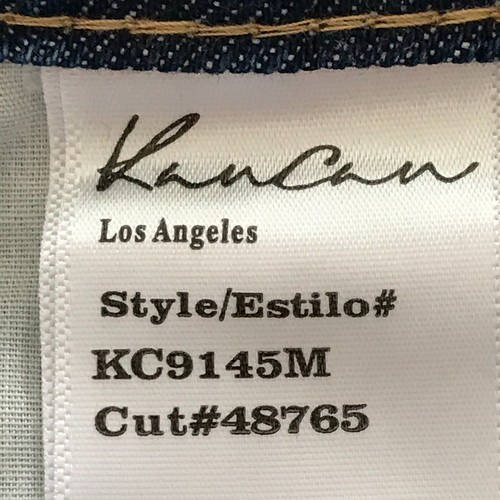 KanCan
Los Angeles
Style/Estilo#
KC9145M
Cut#48765